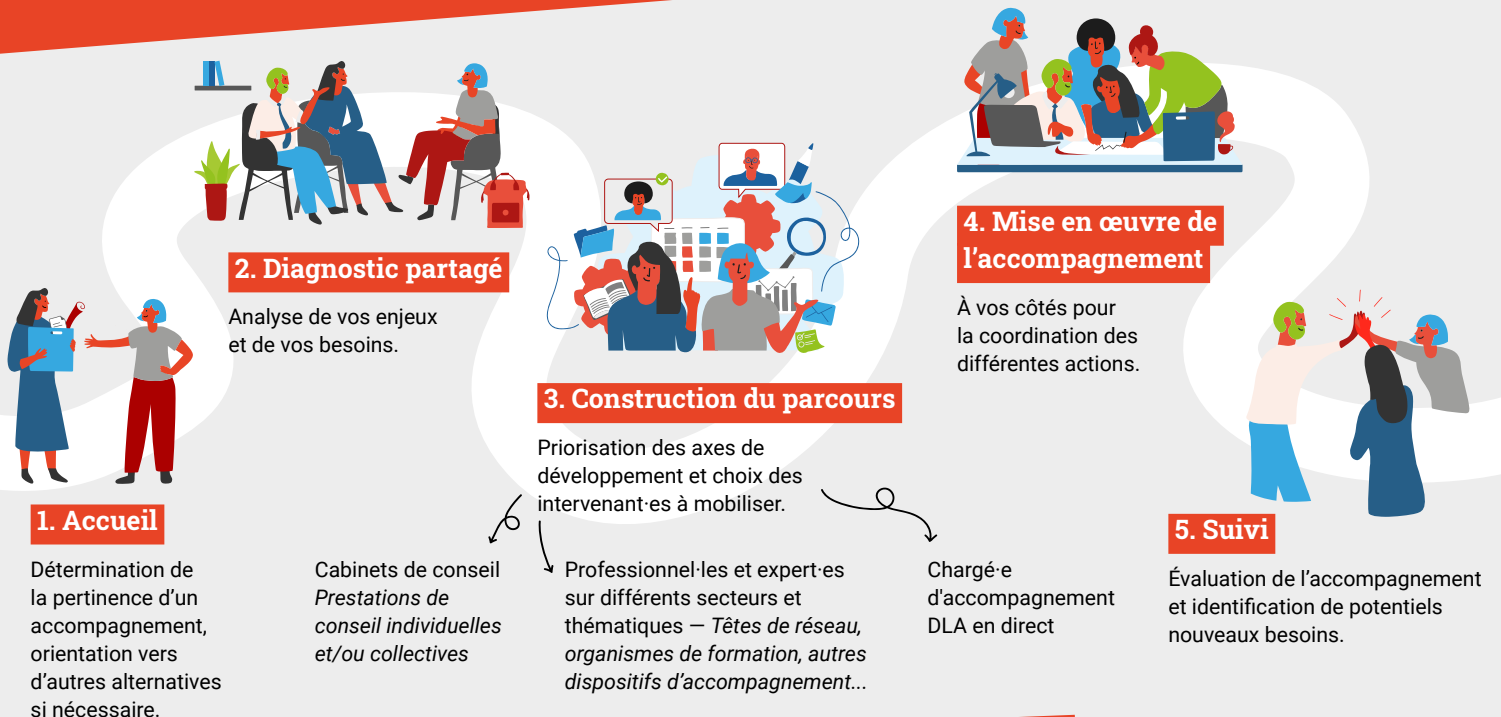 1. Accueil
Détermination de
la pertinence d’un
accompagnement,
orientation vers
d’autres alternatives
si nécessaire.
2. Diagnostic partagé
Analyse de vos enjeux
et de vos besoins.
3. Construction du parcours
Priorisation des axes de
développement et choix des
intervenant·es à mobiliser.
Cabinets de conseil
Prestations de
conseil individuelles
et/ou collectives
Professionnel·les et expert·es
sur différents secteurs et
thématiques — Têtes de réseau,
organismes de formation, autres
dispositifs d’accompagnement...
Chargé·e
d'accompagnement
DLA en direct
4. Mise en œuvre de
l’accompagnement
À vos côtés pour
la coordination des
différentes actions.
5. Suivi
Évaluation de l’accompagnement
et identification de potentiels
nouveaux besoins.